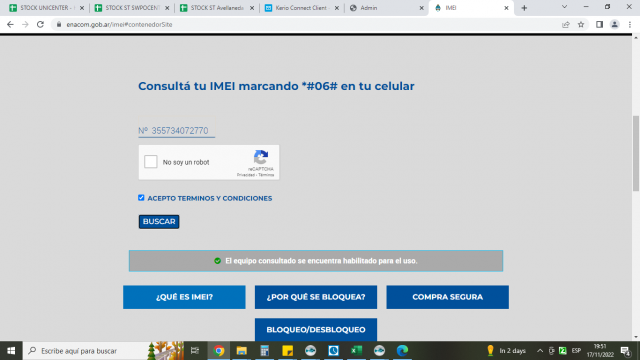 STOCK UNICENTER -
STOCK ST SWPOCEN
STOCK ST Avellaneda
Kerio Connect Client
Admin
IMEI
enacom.gob.ar/imei#contenedorSite
Consultá tu IMEI marcando *#06# en tu celular
Nº 355734072770
No soy un robot
reCAPTCHA
Privacidad - Términos
ACEPTO TERMINOS Y CONDICIONES
BUSCAR
El equipo consultado se encuentra habilitado para el uso.
¿QUÉ ES IMEI?
¿POR QUÉ SE BLOQUEA?
COMPRA SEGURA
BLOQUEO/DESBLOQUEO
Escribe aquí para buscar
In 2 days
ESP
19:51
17/11/2022